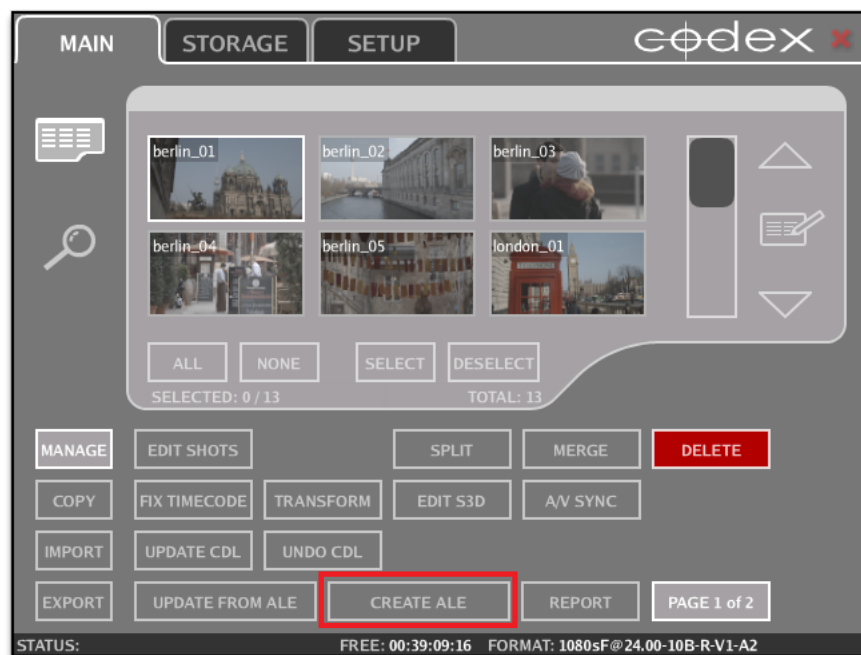 MAIN STORAGE SETUP codex
berlin_01 berlin_02 berlin_03
berlin_04 berlin_05 london_01
TELEPHONE
ALL NONE SELECT DESELECT
SELECTED: 0 / 13 TOTAL: 13
MANAGE EDIT SHOTS SPLIT MERGE DELETE
COPY FIX TIMECODE TRANSFORM EDIT S3D A/V SYNC
IMPORT UPDATE CDL UNDO CDL
EXPORT UPDATE FROM ALE CREATE ALE REPORT PAGE 1 of 2
STATUS: FREE: 00:39:09:16 FORMAT: 1080sF@24.00-10B-R-V1-A2